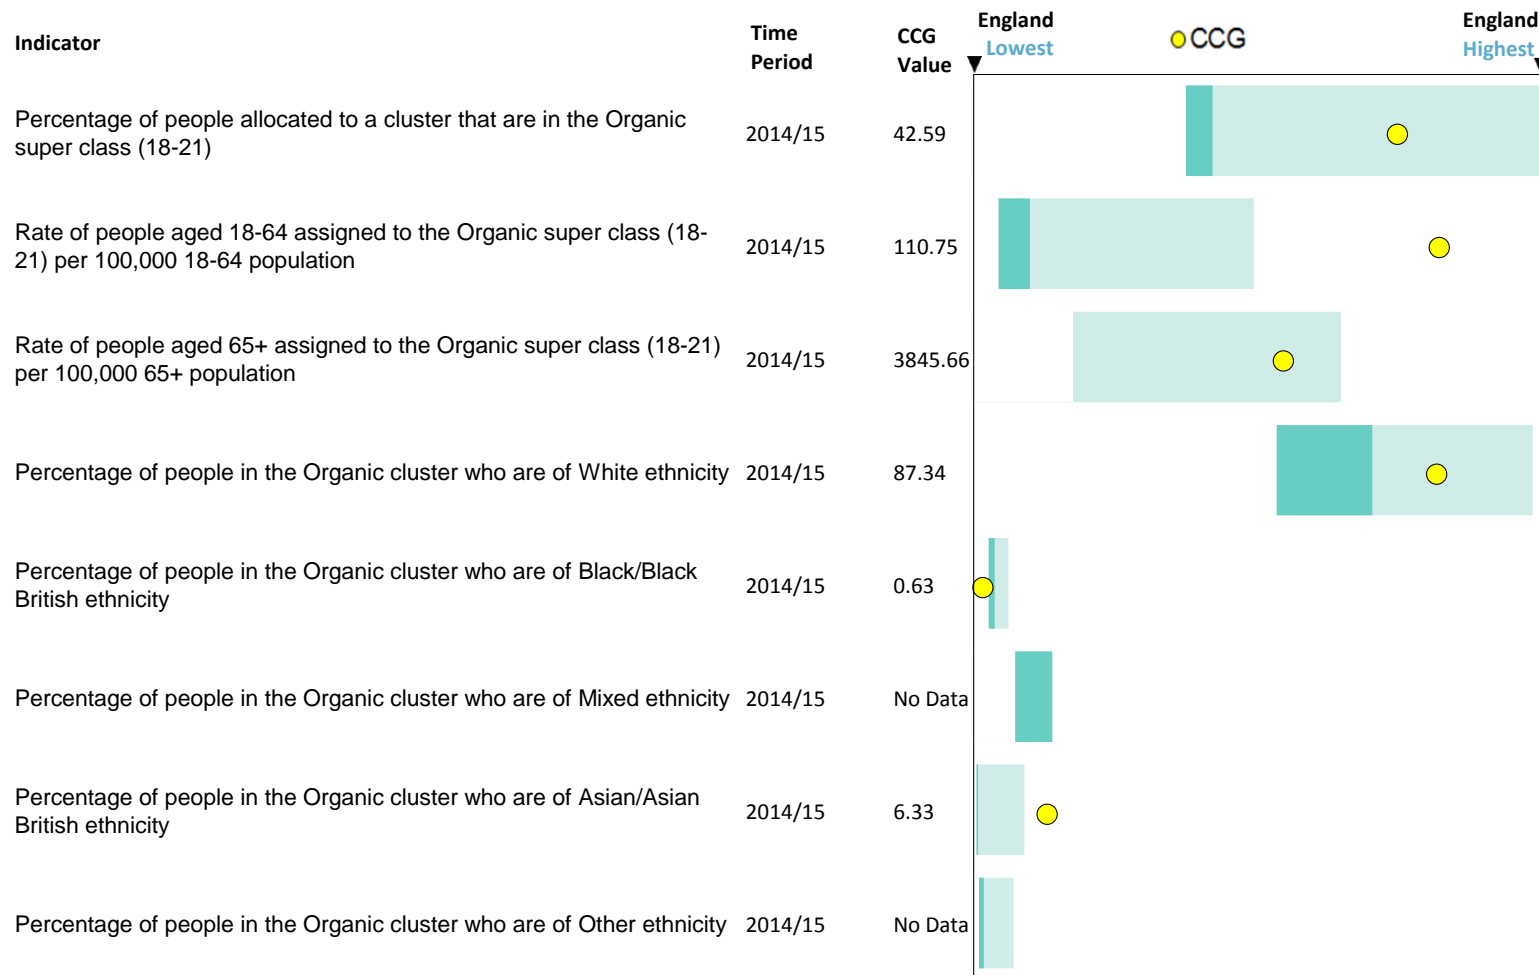 Indicator
Time
Period
CCG
Value
England
Lowest
CCG
England
Highest
Percentage of people allocated to a cluster that are in the Organic
super class (18-21)
2014/15
42.59
Rate of people aged 18-64 assigned to the Organic super class (18-
21) per 100,000 18-64 population
2014/15
110.75
Rate of people aged 65+ assigned to the Organic super class (18-21)
per 100,000 65+ population
2014/15
3845.66
Percentage of people in the Organic cluster who are of White ethnicity
2014/15
87.34
Percentage of people in the Organic cluster who are of Black/Black
British ethnicity
2014/15
0.63
Percentage of people in the Organic cluster who are of Mixed ethnicity
2014/15
No Data
Percentage of people in the Organic cluster who are of Asian/Asian
British ethnicity
2014/15
6.33
Percentage of people in the Organic cluster who are of Other ethnicity
2014/15
No Data